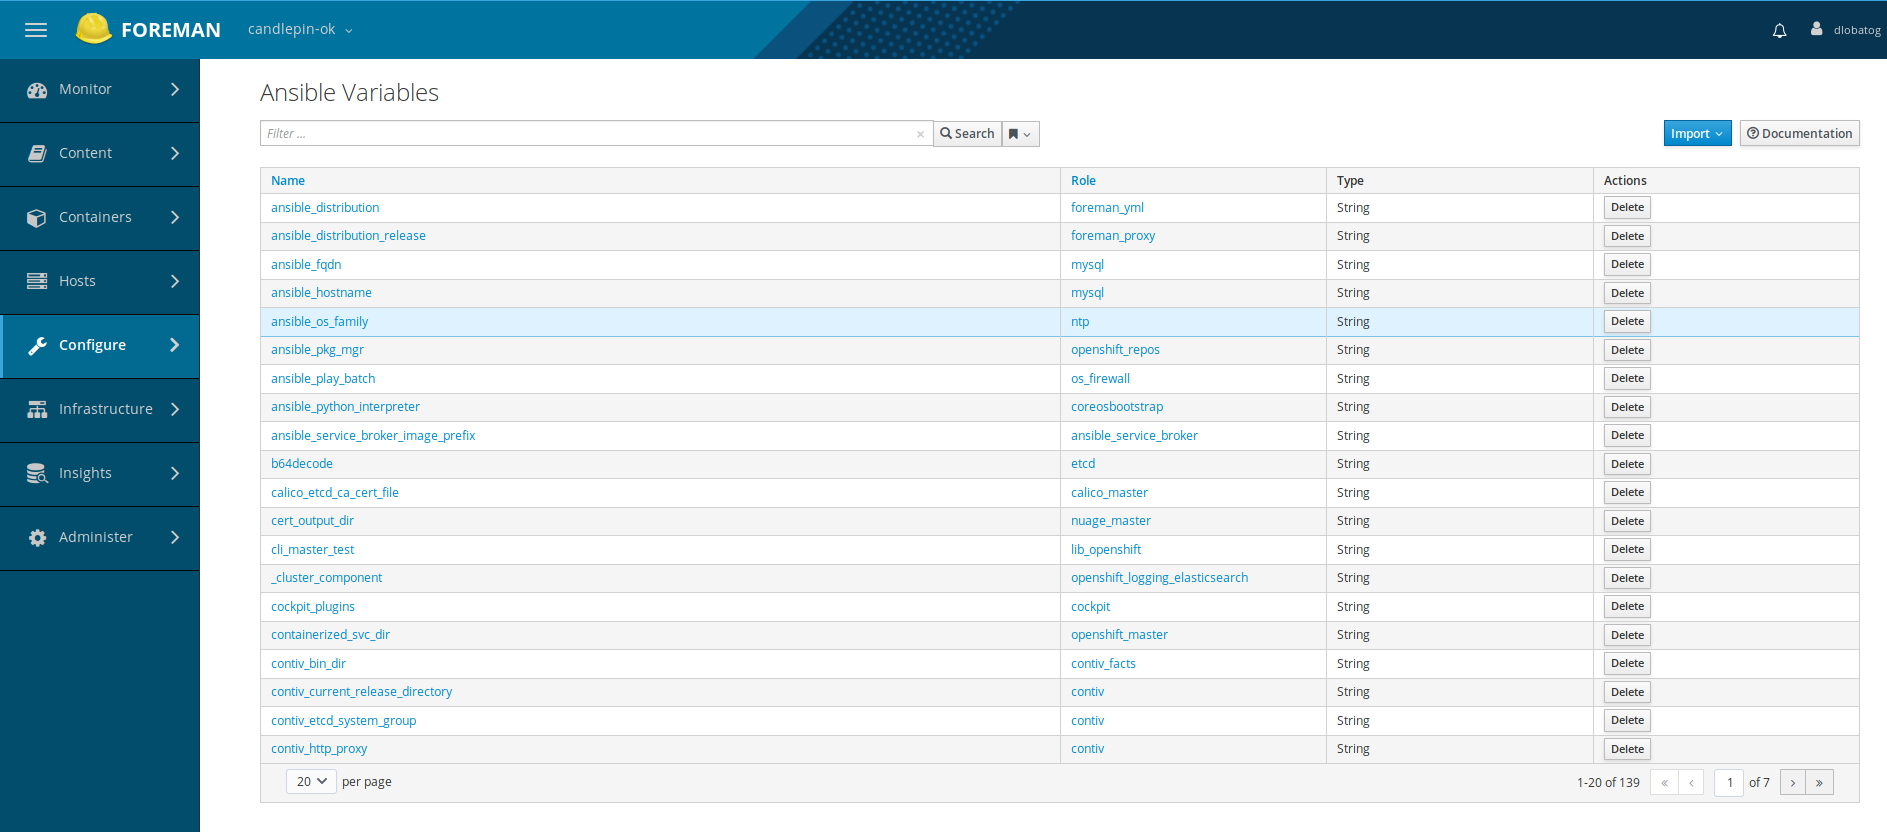 FOREMAN candlepin-ok dlobatog
Monitor
Content
Containers
Hosts
Configure
Infrastructure
Insights
Administer
Ansible Variables
Filter ... × Search Import Documentation
Name Role Type Actions
ansible_distribution foreman_yml String Delete
ansible_distribution_release foreman_proxy String Delete
ansible_fqdn mysql String Delete
ansible_hostname mysql String Delete
ansible_os_family ntp String Delete
ansible_pkg_mgr openshift_repos String Delete
ansible_play_batch os_firewall String Delete
ansible_python_interpreter coreosbootstrap String Delete
ansible_service_broker_image_prefix ansible_service_broker String Delete
b64decode etcd String Delete
calico_etcd_ca_cert_file calico_master String Delete
cert_output_dir nuage_master String Delete
cli_master_test lib_openshift String Delete
_cluster_component openshift_logging_elasticsearch String Delete
cockpit_plugins cockpit String Delete
containerized_svc_dir openshift_master String Delete
contiv_bin_dir contiv_facts String Delete
contiv_current_release_directory contiv String Delete
contiv_etcd_system_group contiv String Delete
contiv_http_proxy contiv String Delete
20 per page 1-20 of 139 « ‹ 1 of 7 › »